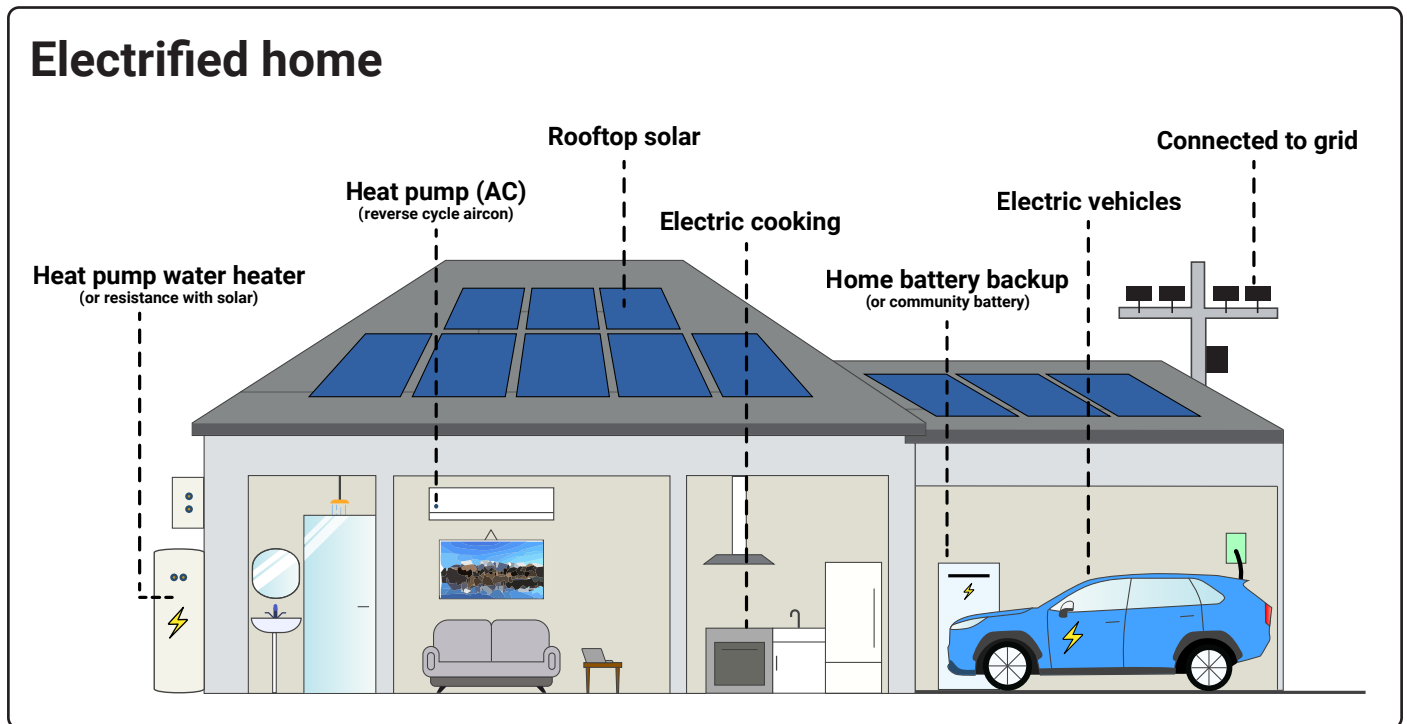 Electrified home
Rooftop solar
Connected to grid
Heat pump (AC)
(reverse cycle aircon)
Electric vehicles
Electric cooking
Heat pump water heater
(or resistance with solar)
Home battery backup
(or community battery)